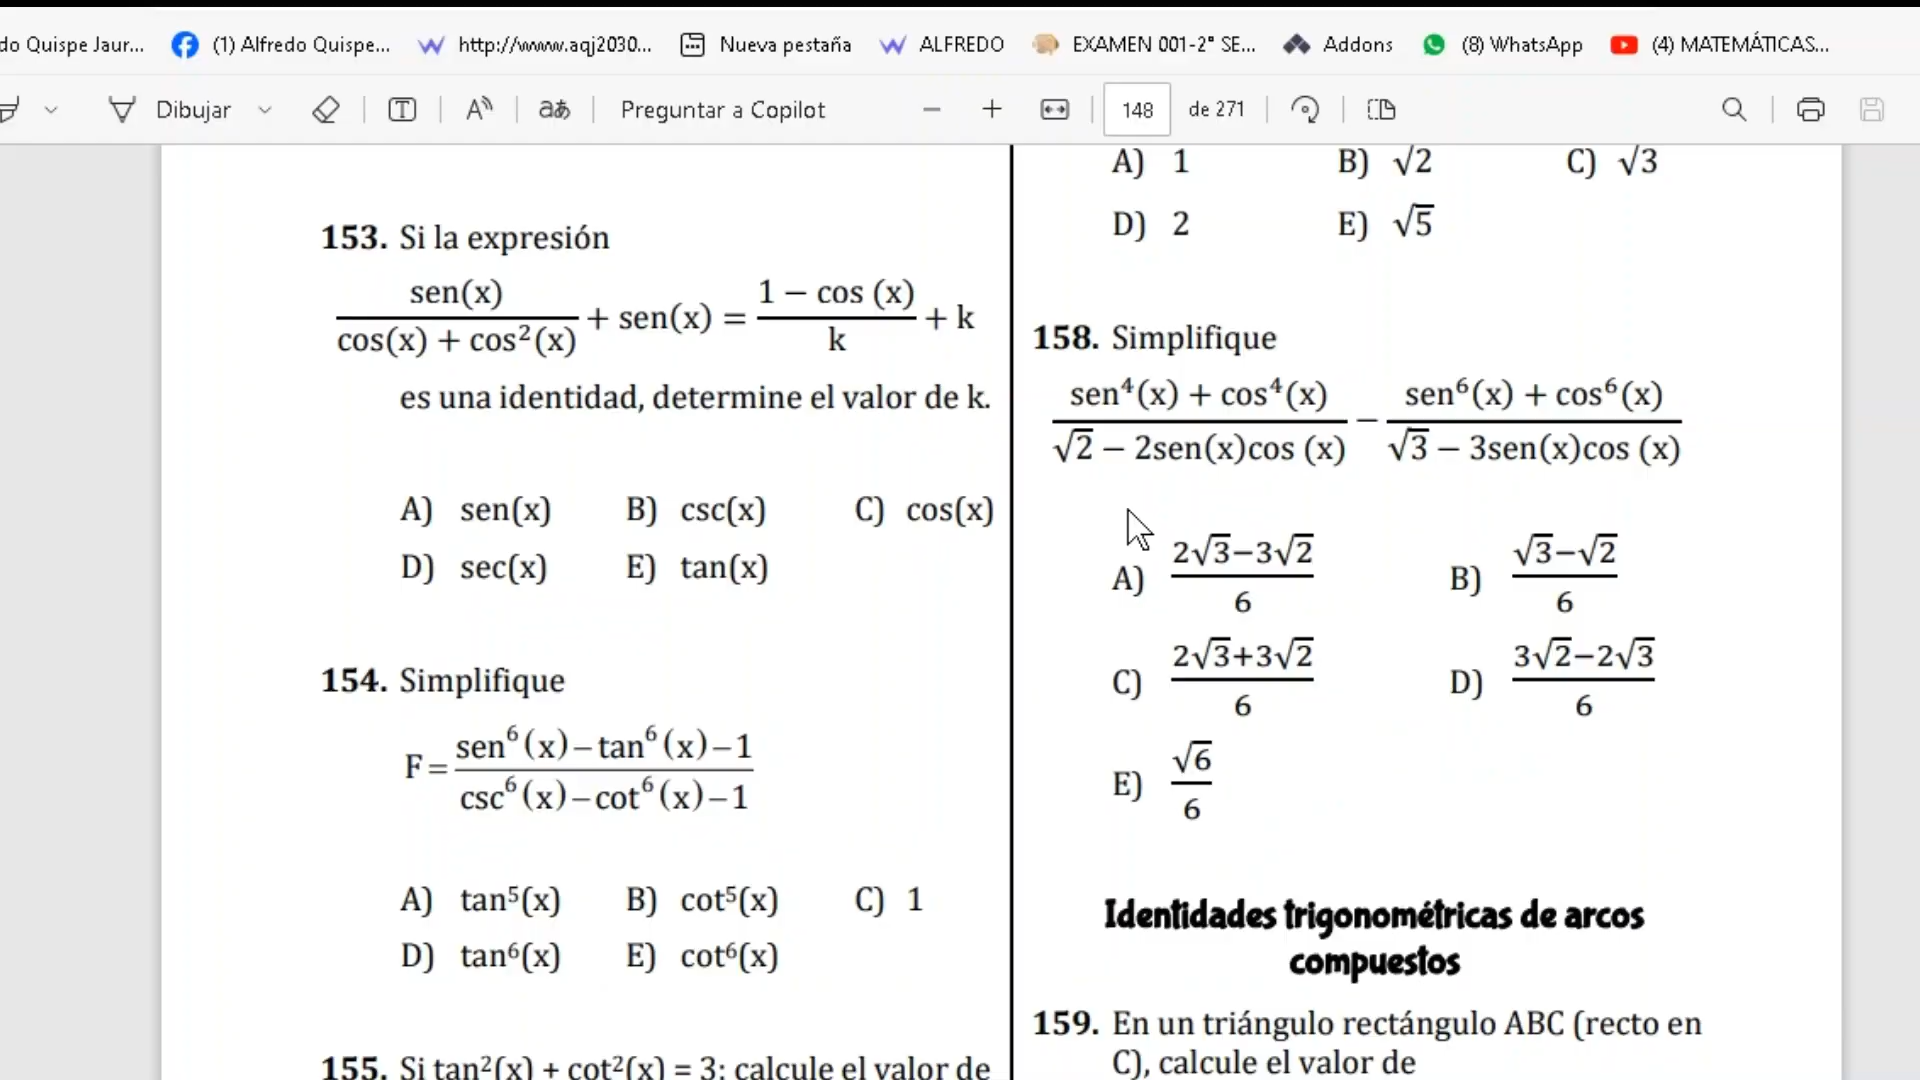 do Quispe Jaur... (1) Alfredo Quispe... http://www.aqj2030... Nueva pestaña ALFREDO EXAMEN 001-2° SE... Addons (8) WhatsApp (4) MATEMÁTICAS...
Dibujar T A aあ Preguntar a Copilot 148 de 271
153. Si la expresión
sen(x)/(cos(x) + cos²(x)) + sen(x) = (1 − cos (x))/k + k
es una identidad, determine el valor de k.
A) sen(x) B) csc(x) C) cos(x)
D) sec(x) E) tan(x)
154. Simplifique
F = (sen⁶(x) − tan⁶(x) − 1)/(csc⁶(x) − cot⁶(x) − 1)
A) tan⁵(x) B) cot⁵(x) C) 1
D) tan⁶(x) E) cot⁶(x)
155. Si tan²(x) + cot²(x) = 3; calcule el valor de
A) 1 B) √2 C) √3
D) 2 E) √5
158. Simplifique
(sen⁴(x) + cos⁴(x))/(√2 − 2sen(x)cos (x)) − (sen⁶(x) + cos⁶(x))/(√3 − 3sen(x)cos (x))
A) (2√3−3√2)/6 B) (√3−√2)/6
C) (2√3+3√2)/6 D) (3√2−2√3)/6
E) √6/6
Identidades trigonométricas de arcos
compuestos
159. En un triángulo rectángulo ABC (recto en
C), calcule el valor de